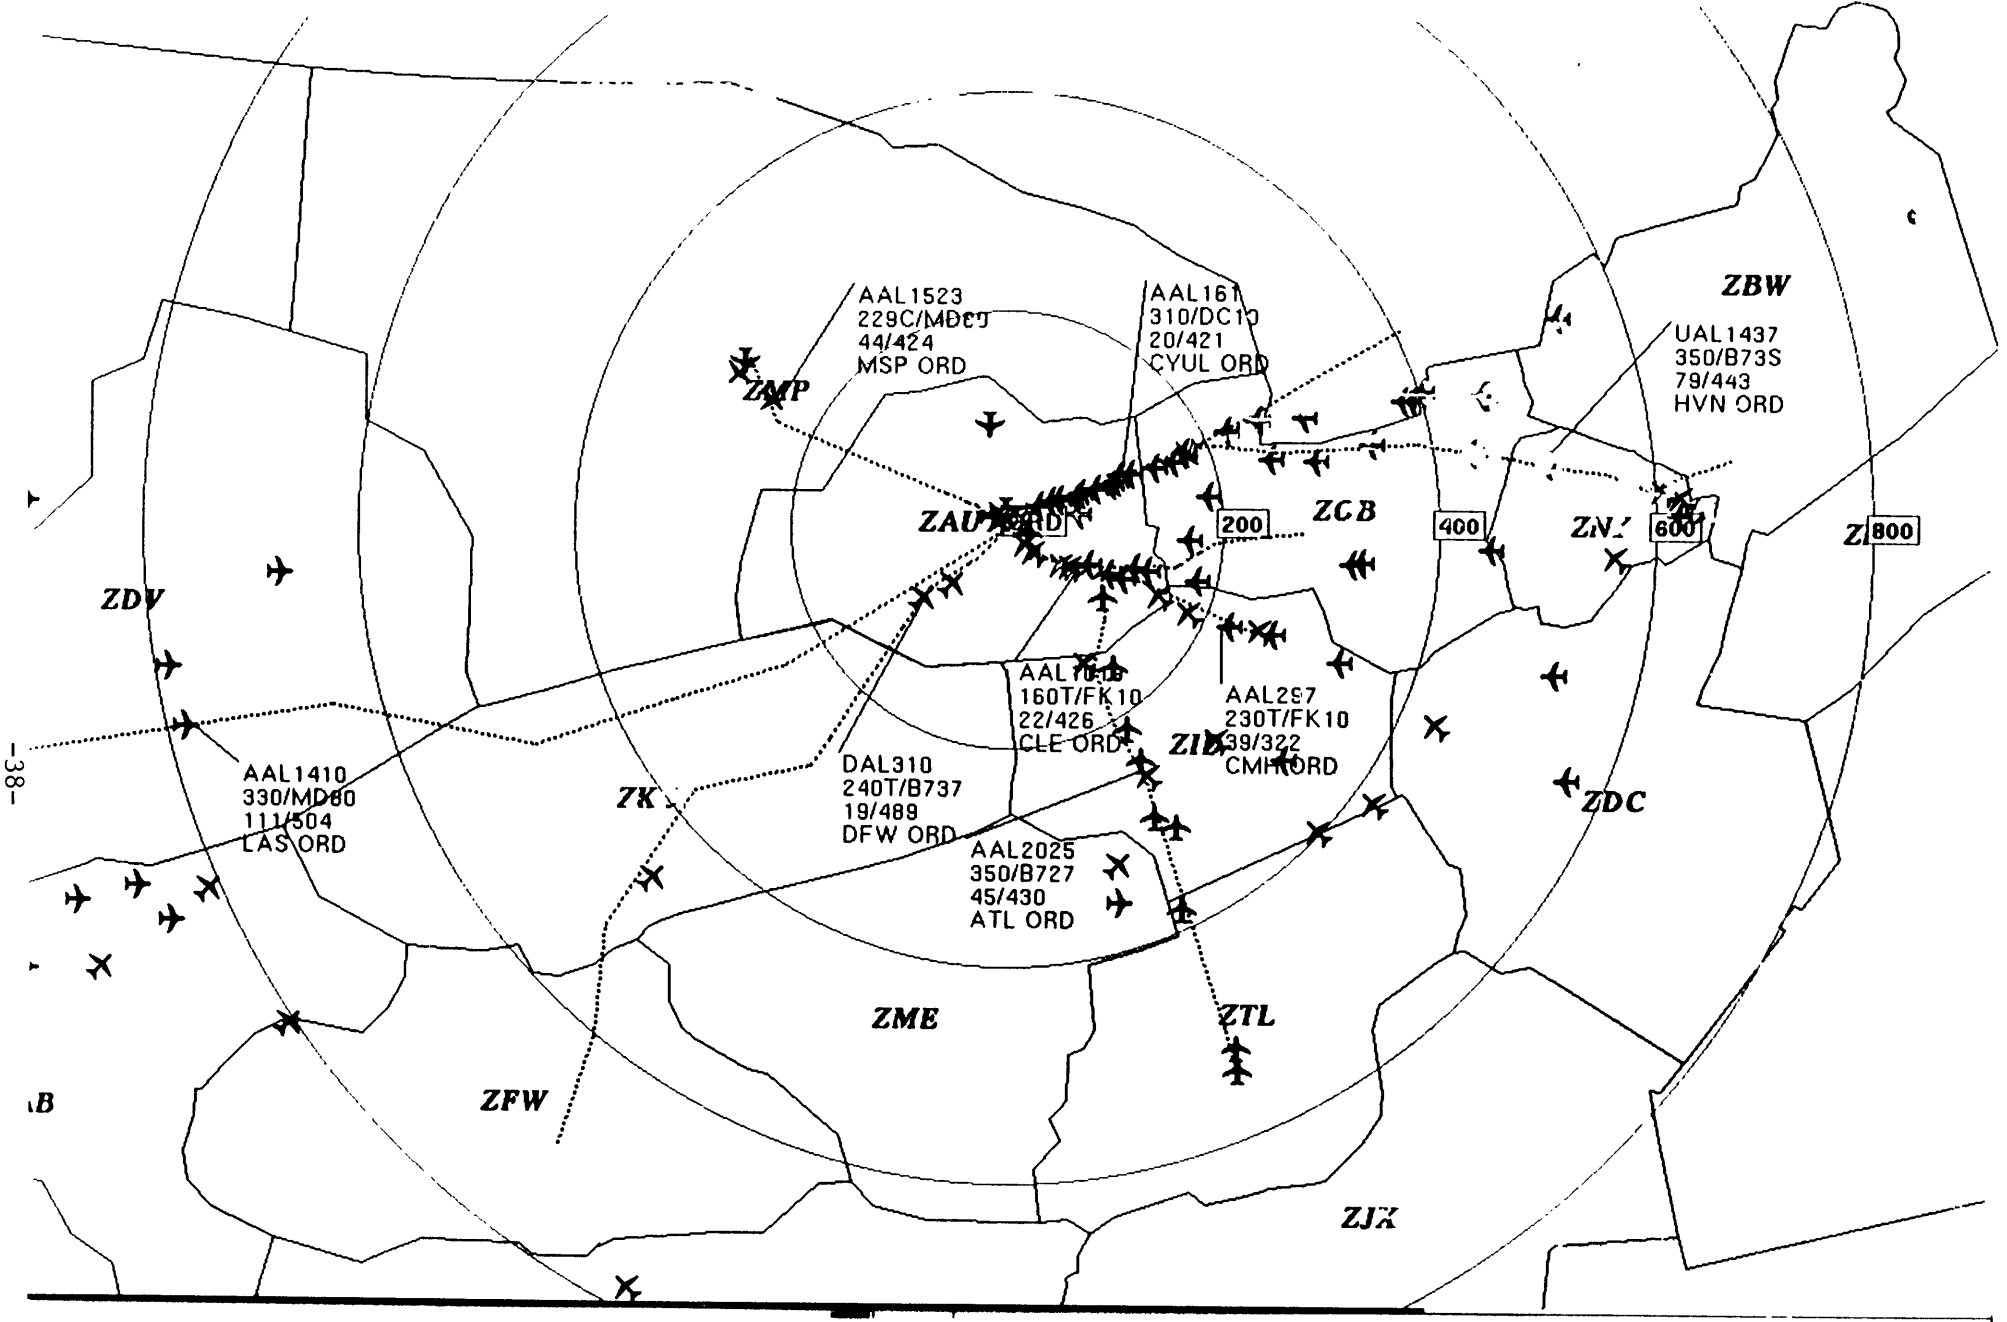 ZBW
AAL1523
229C/MD80
44/424
MSP ORD
AAL161
310/DC10
20/421
CYUL ORD
UAL1437
350/B73S
79/443
HVN ORD
ZMP
ZAU
ORD
200
ZCB
400
600
800
ZDV
AAL1410
330/MD80
111/504
LAS ORD
ZK
DAL310
240T/B737
19/489
DFW ORD
160T/FK10
22/426
CLE ORD
AAL297
230T/FK10
39/322
CMH ORD
ZID
ZDC
AAL2025
350/B727
45/430
ATL ORD
ZME
ZTL
ZFW
ZJX
-38-